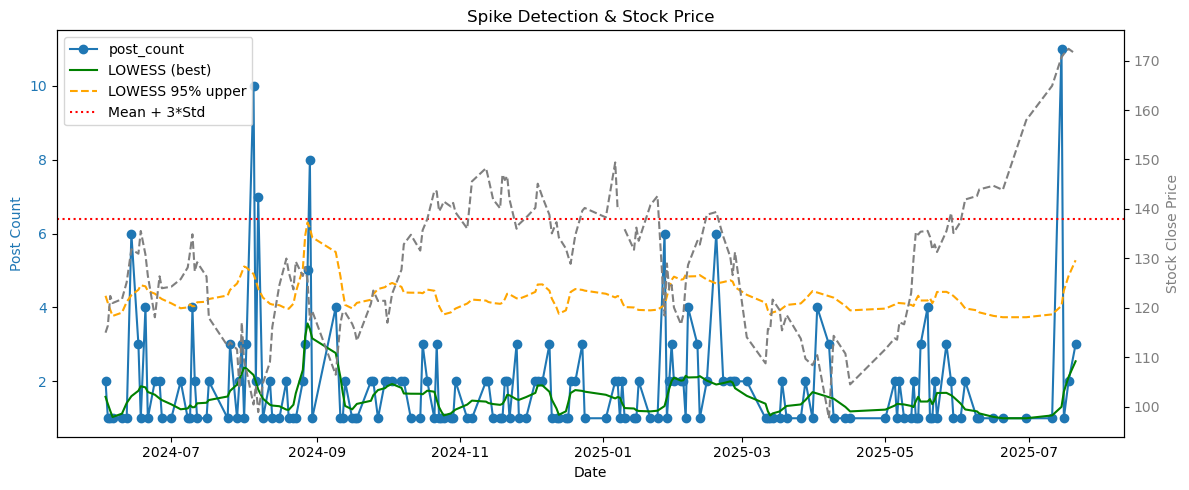 Spike Detection & Stock Price
post_count
LOWESS (best)
LOWESS 95% upper
Mean + 3*Std
Post Count
10
8
6
4
2
170
160
150
140
130
120
110
100
Stock Close Price
2024-07
2024-09
2024-11
2025-01
2025-03
2025-05
2025-07
Date